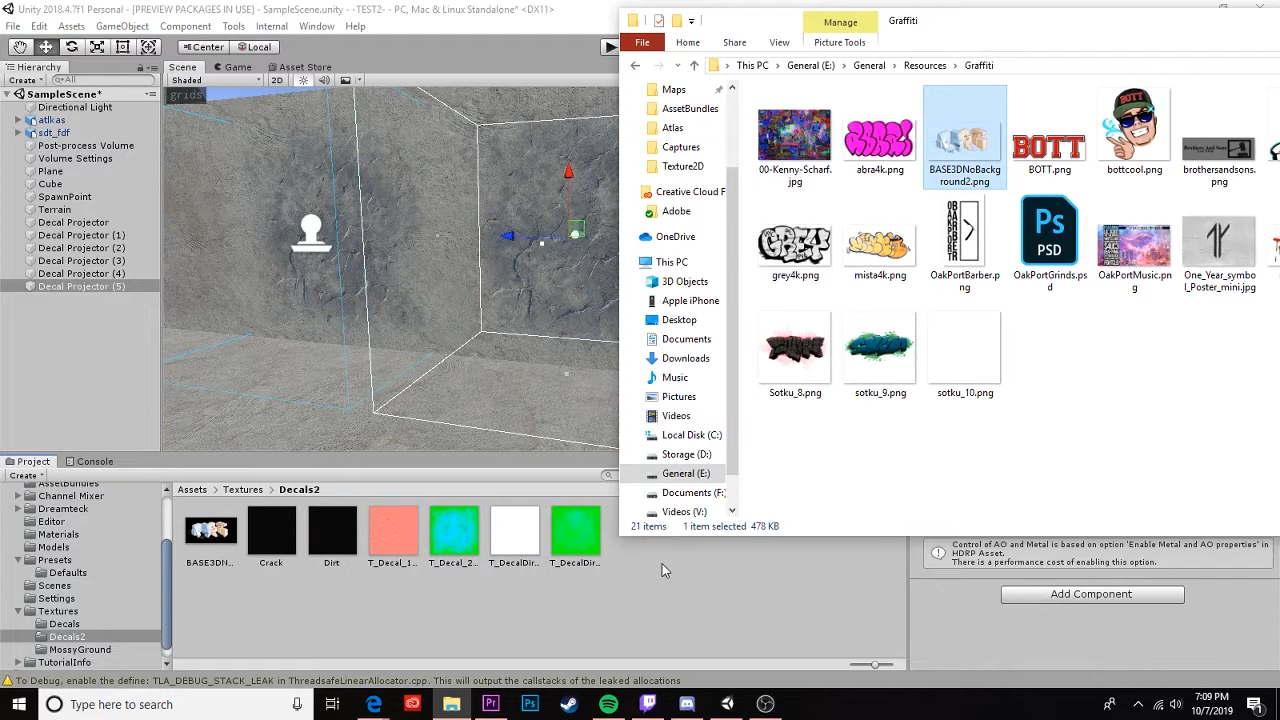 Unity 2018.4.7f1 Personal - [PREVIEW PACKAGES IN USE] - SampleScene.unity - -TEST2- - PC, Mac & Linux Standalone* <DX11>
File Edit Assets GameObject Component Tools Internal Window Help
Center Local
Hierarchy
Create All
SampleScene*
Directional Light
atlkas
sdt_fdf
Post-process Volume
Volume Settings
Plane
Cube
SpawnPoint
Terrain
Decal Projector
Decal Projector (1)
Decal Projector (2)
Decal Projector (3)
Decal Projector (4)
Decal Projector (5)
Scene Game Asset Store
Shaded 2D
grids
Manage Graffiti
File Home Share View Picture Tools
This PC General (E:) General Resources Graffiti
Maps
AssetBundles
Atlas
Captures
Texture2D
Creative Cloud F
Adobe
OneDrive
This PC
3D Objects
Apple iPhone
Desktop
Documents
Downloads
Music
Pictures
Videos
Local Disk (C:)
Storage (D:)
General (E:)
Documents (F:
Videos (V:)
00-Kenny-Scharf.jpg
abra4k.png
BASE3DNoBackground2.png
BOTT
BOTT.png
BOTT
bottcool.png
brothersandsons.png
grey4k.png
mista4k.png
OakPortBarber.png
Ps
PSD
OakPortGrinds.psd
OakPortMusic.png
One_Year_symbol_Poster_mini.jpg
Sotku_8.png
sotku_9.png
sotku_10.png
21 items 1 item selected 478 KB
Project Console
Create
AssetBundles
Channel Mixer
Dreamteck
Editor
Materials
Models
Presets
Defaults
Scenes
Settings
Textures
Decals
Decals2
MossyGround
TutorialInfo
Assets Textures Decals2
BASE3DN... Crack Dirt T_Decal_1... T_Decal_2... T_DecalDir... T_DecalDir...
Control of AO and Metal is based on option 'Enable Metal and AO properties' in
HDRP Asset.
There is a performance cost of enabling this option.
Add Component
To Debug, enable the define: TLA_DEBUG_STACK_LEAK in ThreadsafeLinearAllocator.cpp. This will output the callstacks of the leaked allocations
Type here to search
Pr Ps
7:09 PM
10/7/2019